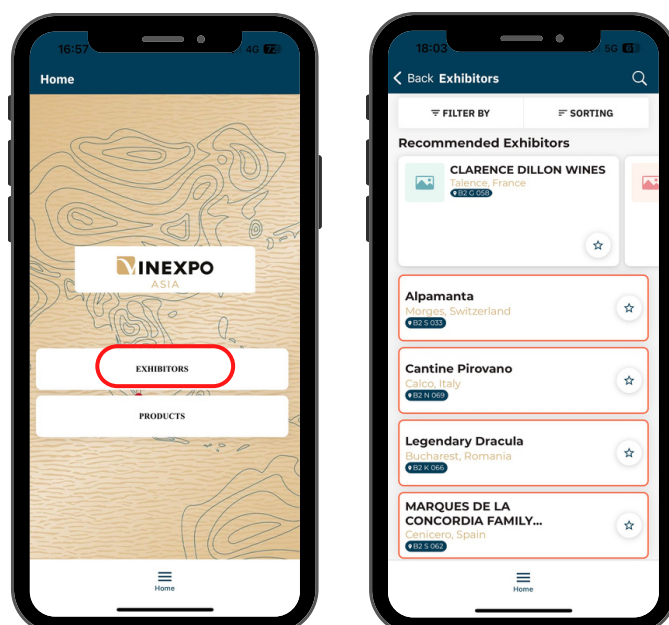 16:57
4G 72
Home
VINEXPO
ASIA
EXHIBITORS
PRODUCTS
Home
18:03
5G 61
Back Exhibitors
FILTER BY
SORTING
Recommended Exhibitors
CLARENCE DILLON WINES
Talence, France
B2 G 058
Alpamanta
Morges, Switzerland
B2 S 033
Cantine Pirovano
Calco, Italy
B2 N 069
Legendary Dracula
Bucharest, Romania
B2 K 066
MARQUES DE LA
CONCORDIA FAMILY...
Cenicero, Spain
B2 S 062
Home